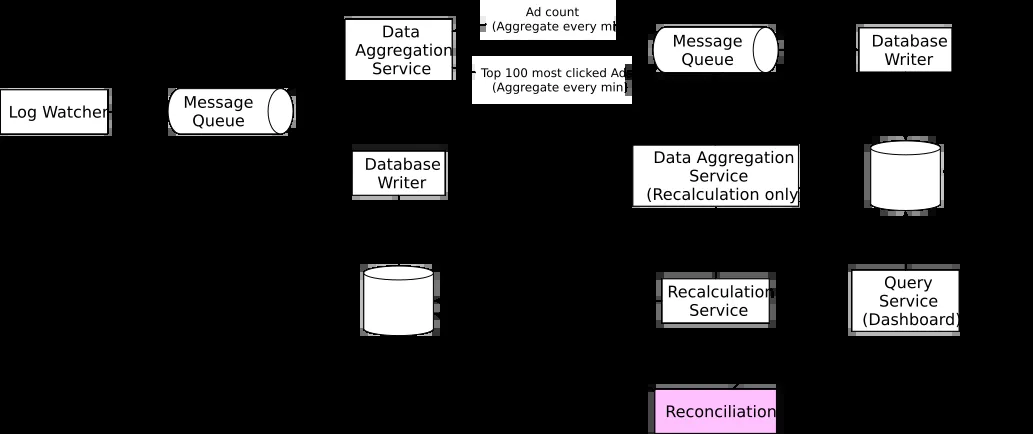 Ad count
(Aggregate every mi
Data
Aggregation
Service
Message
Queue
Database
Writer
Top 100 most clicked Ads
(Aggregate every min)
Log Watcher
Message
Queue
Database
Writer
Data Aggregation
Service
(Recalculation only)
Recalculation
Service
Query
Service
(Dashboard)
Reconciliation